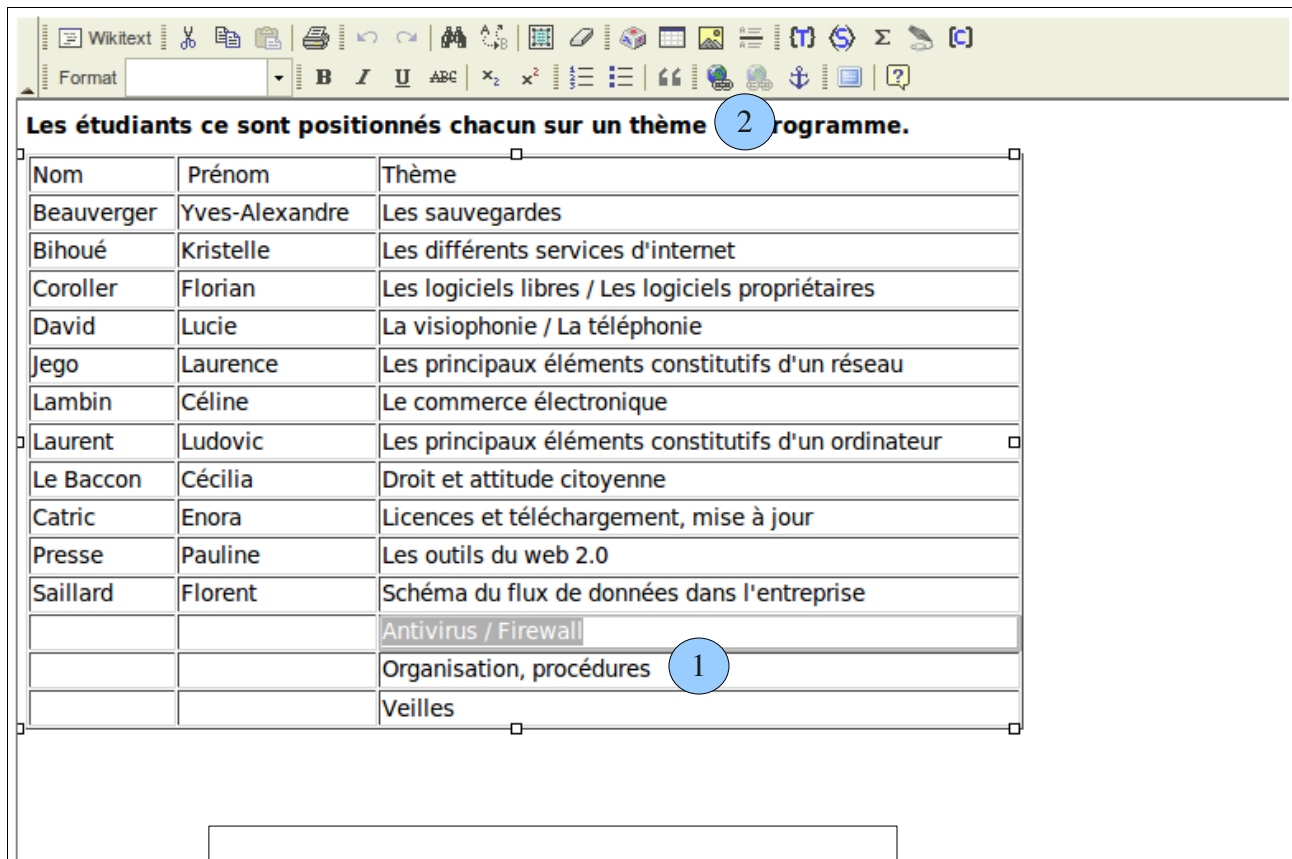 Wikitext
Format B I U ABC x₂ x²
Les étudiants ce sont positionnés chacun sur un thème 2 rogramme.
Nom Prénom Thème
Beauverger Yves-Alexandre Les sauvegardes
Bihoué Kristelle Les différents services d'internet
Coroller Florian Les logiciels libres / Les logiciels propriétaires
David Lucie La visiophonie / La téléphonie
Jego Laurence Les principaux éléments constitutifs d'un réseau
Lambin Céline Le commerce électronique
Laurent Ludovic Les principaux éléments constitutifs d'un ordinateur
Le Baccon Cécilia Droit et attitude citoyenne
Catric Enora Licences et téléchargement, mise à jour
Presse Pauline Les outils du web 2.0
Saillard Florent Schéma du flux de données dans l'entreprise
Antivirus / Firewall
Organisation, procédures 1
Veilles